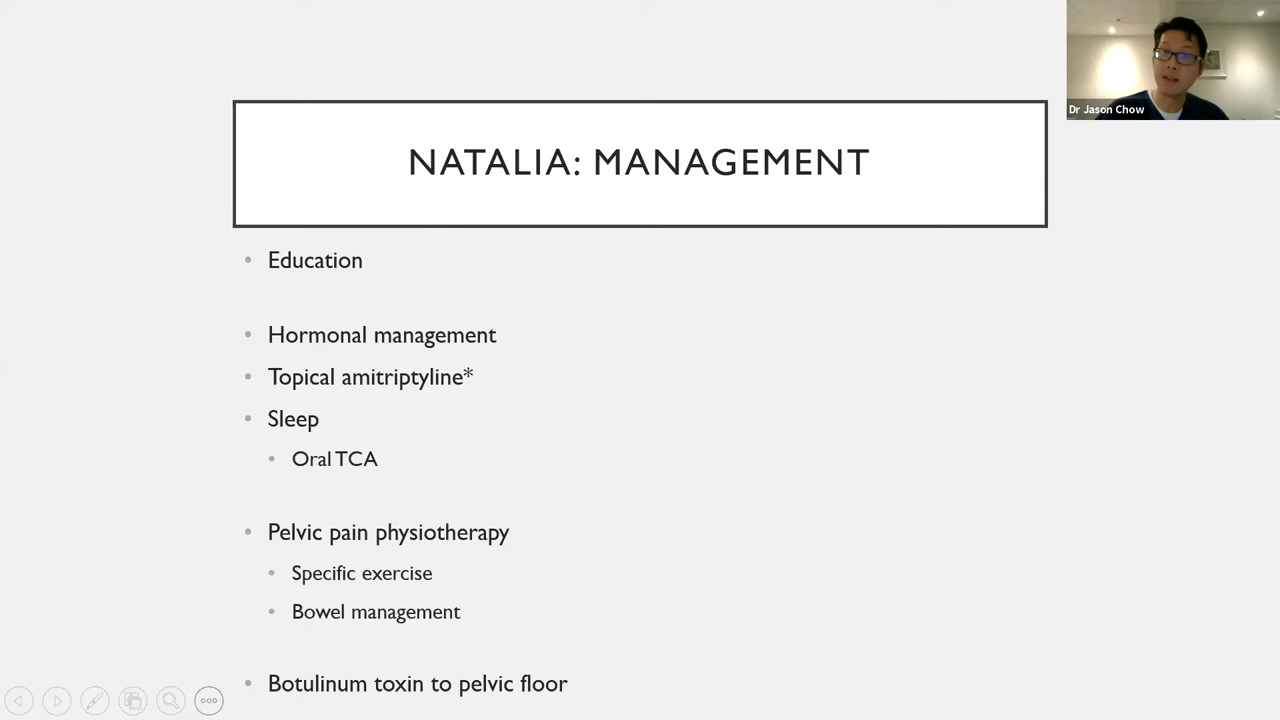 Dr Jason Chow
NATALIA: MANAGEMENT
• Education
• Hormonal management
• Topical amitriptyline*
• Sleep
• Oral TCA
• Pelvic pain physiotherapy
• Specific exercise
• Bowel management
• Botulinum toxin to pelvic floor